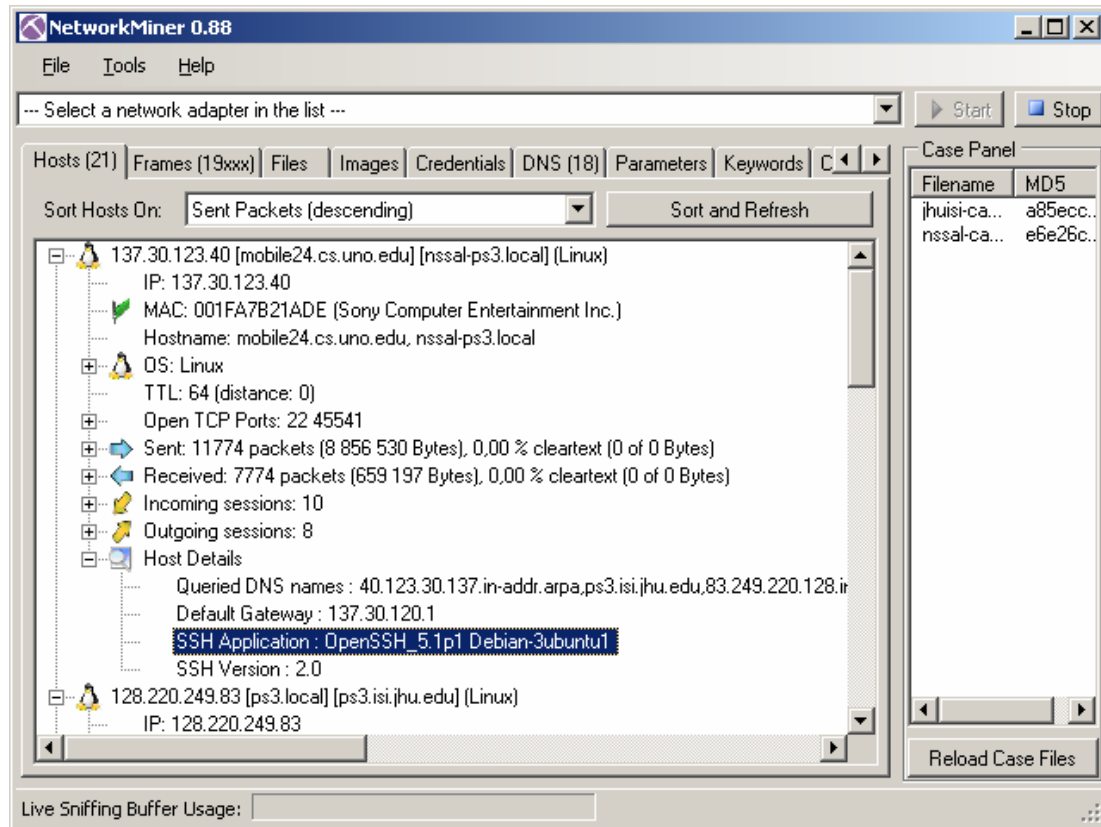 NetworkMiner 0.88
File Tools Help
--- Select a network adapter in the list --- Start Stop
Hosts (21) Frames (19xxx) Files Images Credentials DNS (18) Parameters Keywords C
Sort Hosts On: Sent Packets (descending) Sort and Refresh
137.30.123.40 [mobile24.cs.uno.edu] [nssal-ps3.local] (Linux)
IP: 137.30.123.40
MAC: 001FA7B21ADE (Sony Computer Entertainment Inc.)
Hostname: mobile24.cs.uno.edu, nssal-ps3.local
OS: Linux
TTL: 64 (distance: 0)
Open TCP Ports: 22 45541
Sent: 11774 packets (8 856 530 Bytes), 0,00 % cleartext (0 of 0 Bytes)
Received: 7774 packets (659 197 Bytes), 0,00 % cleartext (0 of 0 Bytes)
Incoming sessions: 10
Outgoing sessions: 8
Host Details
Queried DNS names : 40.123.30.137.in-addr.arpa,ps3.isi.jhu.edu,83.249.220.128.in
Default Gateway : 137.30.120.1
SSH Application : OpenSSH_5.1p1 Debian-3ubuntu1
SSH Version : 2.0
128.220.249.83 [ps3.local] [ps3.isi.jhu.edu] (Linux)
IP: 128.220.249.83
Case Panel
Filename MD5
jhuisi-ca... a85ecc..
nssal-ca... e6e26c..
Reload Case Files
Live Sniffing Buffer Usage: